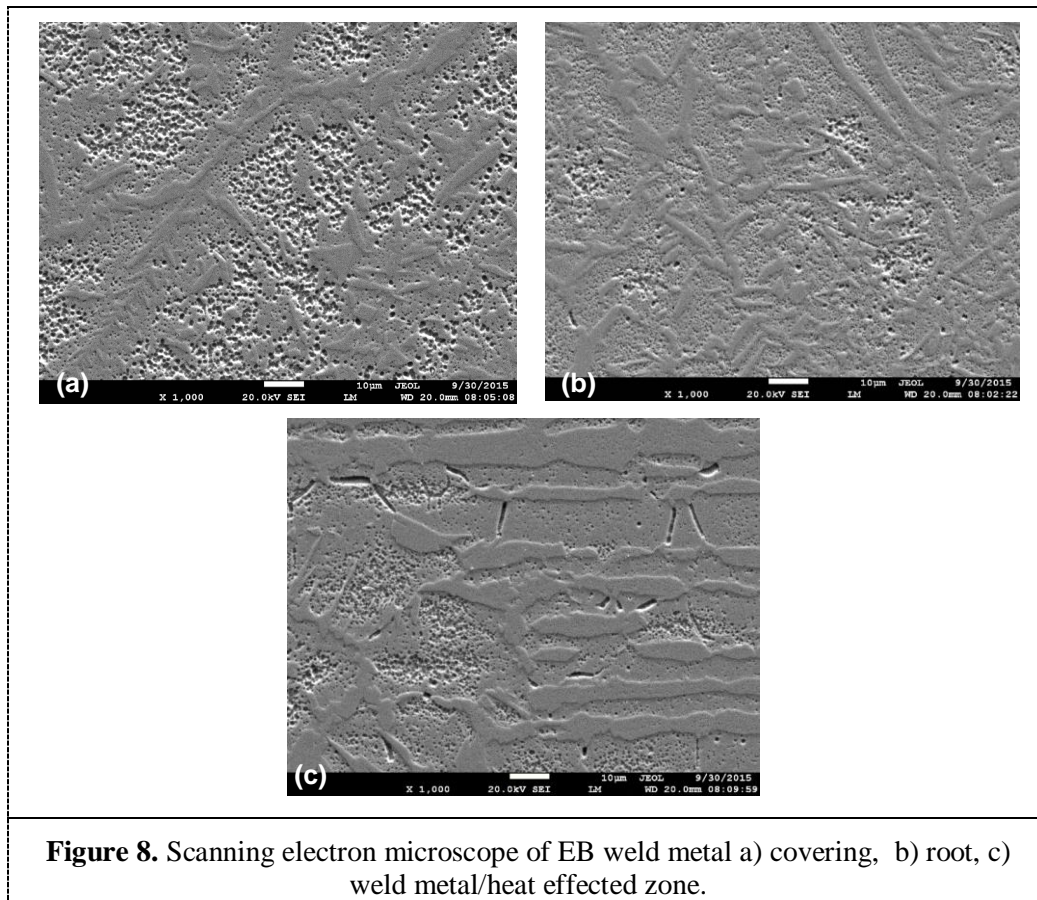 (a)
10µm JEOL 9/30/2015
X 1,000 20.0kV SEI LM WD 20.0mm 08:05:08
(b)
10µm JEOL 9/30/2015
X 1,000 20.0kV SEI LM WD 20.0mm 08:02:22
(c)
10µm JEOL 9/30/2015
X 1,000 20.0kV SEI LM WD 20.0mm 08:09:59
Figure 8. Scanning electron microscope of EB weld metal a) covering, b) root, c)
weld metal/heat effected zone.